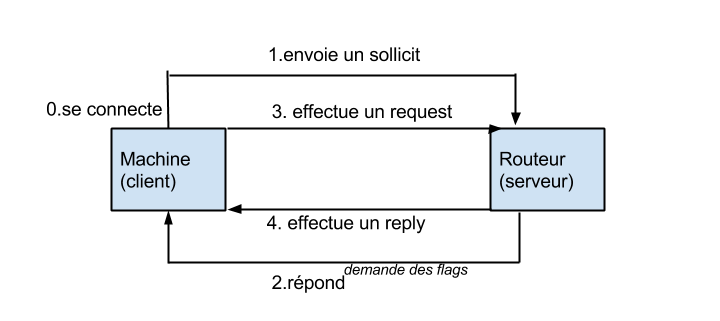 1.envoie un sollicit
0.se connecte
3. effectue un request
Machine
(client)
Routeur
(serveur)
4. effectue un reply
demande des flags
2.répond